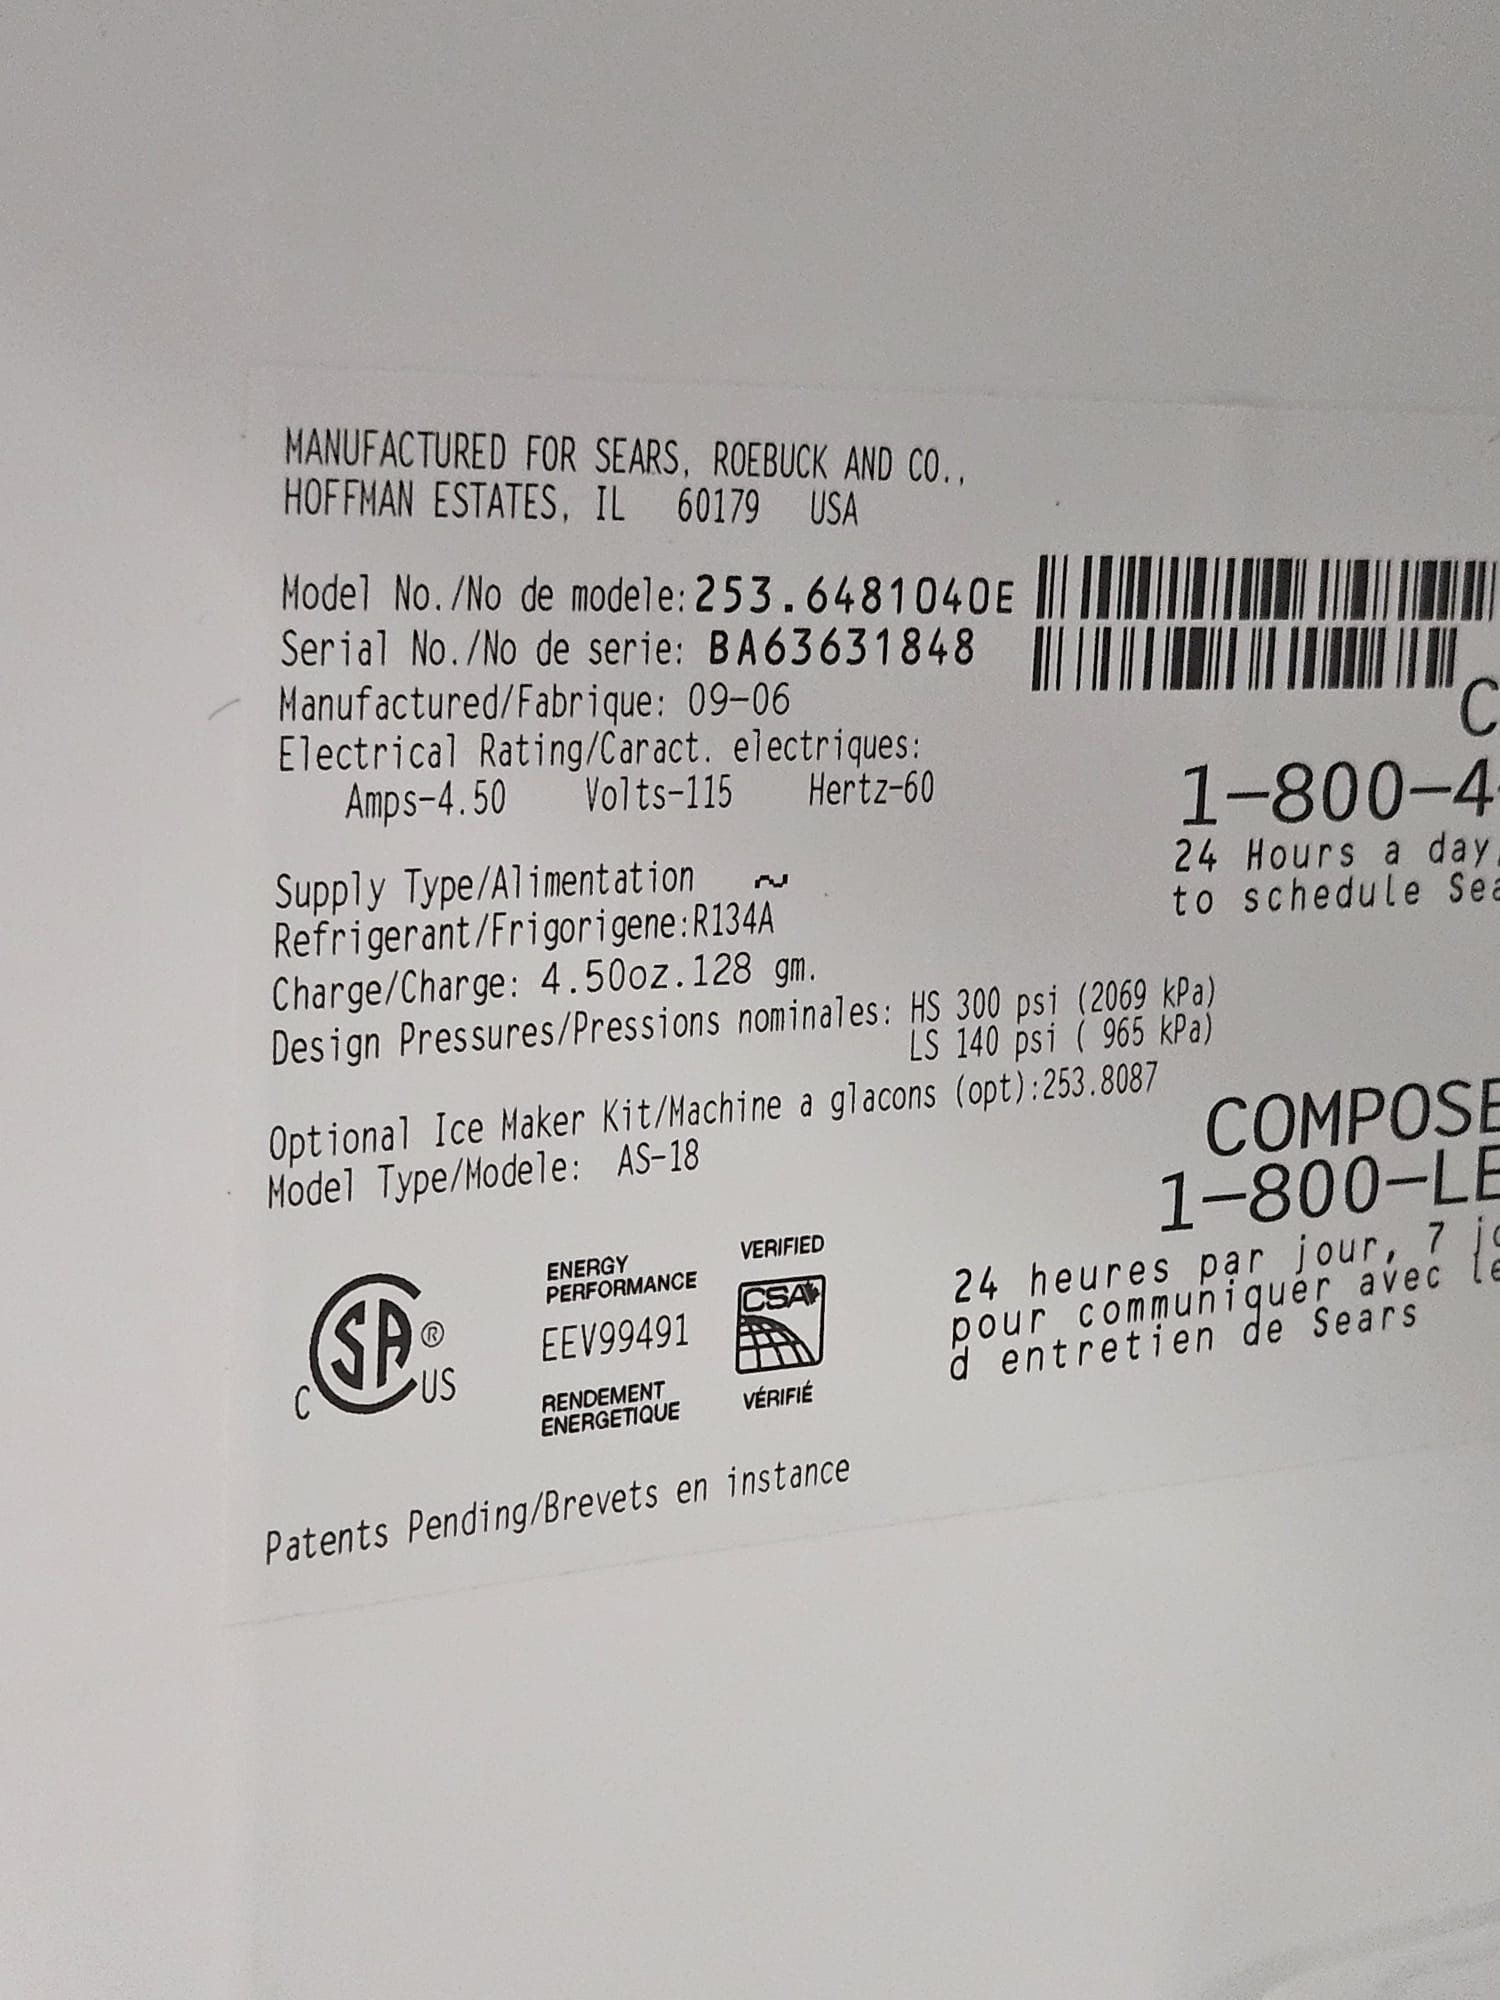 MANUFACTURED FOR SEARS, ROEBUCK AND CO.,
HOFFMAN ESTATES, IL 60179 USA
Model No./No de modele:253.6481040E
Serial No./No de serie: BA63631848
Manufactured/Fabrique: 09-06
Electrical Rating/Caract. electriques:
Amps-4.50 Volts-115 Hertz-60
Supply Type/Alimentation ~
Refrigerant/Frigorigene:R134A
Charge/Charge: 4.50oz.128 gm.
Design Pressures/Pressions nominales: HS 300 psi (2069 kPa)
LS 140 psi ( 965 kPa)
Optional Ice Maker Kit/Machine a glacons (opt):253.8087
Model Type/Modele: AS-18
C
1-800-4
24 Hours a day,
to schedule Sea
COMPOSE
1-800-LE
24 heures par jour, 7 jo
pour communiquer avec le
d entretien de Sears
C SA ® US
ENERGY
PERFORMANCE
EEV99491
RENDEMENT
ENERGETIQUE
VERIFIED
CSA
VÉRIFIÉ
Patents Pending/Brevets en instance